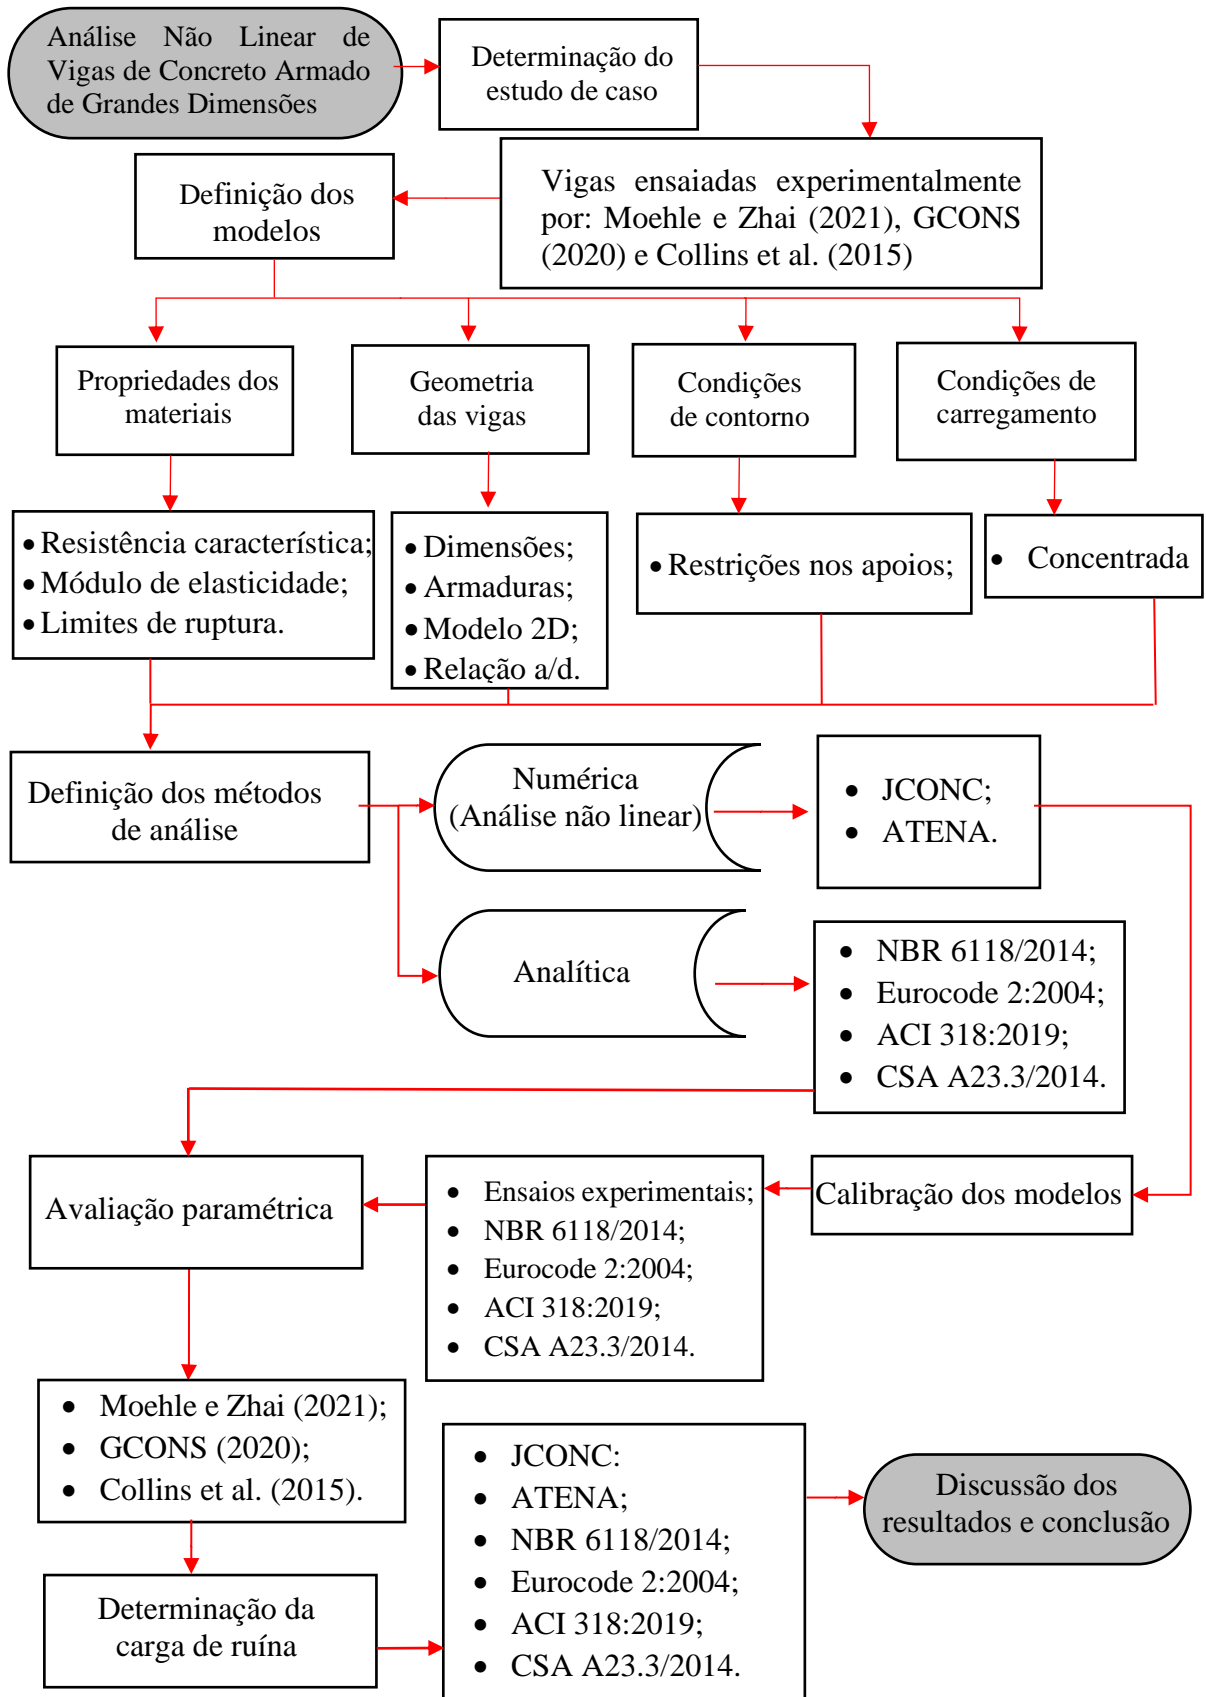 Análise Não Linear de
Vigas de Concreto Armado
de Grandes Dimensões
Determinação do
estudo de caso
Vigas ensaiadas experimentalmente
por: Moehle e Zhai (2021), GCONS
(2020) e Collins et al. (2015)
Definição dos
modelos
Propriedades dos
materiais
Geometria
das vigas
Condições
de contorno
Condições de
carregamento
• Resistência característica;
• Módulo de elasticidade;
• Limites de ruptura.
• Dimensões;
• Armaduras;
• Modelo 2D;
• Relação a/d.
• Restrições nos apoios;
• Concentrada
Definição dos métodos
de análise
Numérica
(Análise não linear)
• JCONC;
• ATENA.
Analítica
• NBR 6118/2014;
• Eurocode 2:2004;
• ACI 318:2019;
• CSA A23.3/2014.
Calibração dos modelos
• Ensaios experimentais;
• NBR 6118/2014;
• Eurocode 2:2004;
• ACI 318:2019;
• CSA A23.3/2014.
Avaliação paramétrica
• Moehle e Zhai (2021);
• GCONS (2020);
• Collins et al. (2015).
Determinação da
carga de ruína
• JCONC:
• ATENA;
• NBR 6118/2014;
• Eurocode 2:2004;
• ACI 318:2019;
• CSA A23.3/2014.
Discussão dos
resultados e conclusão